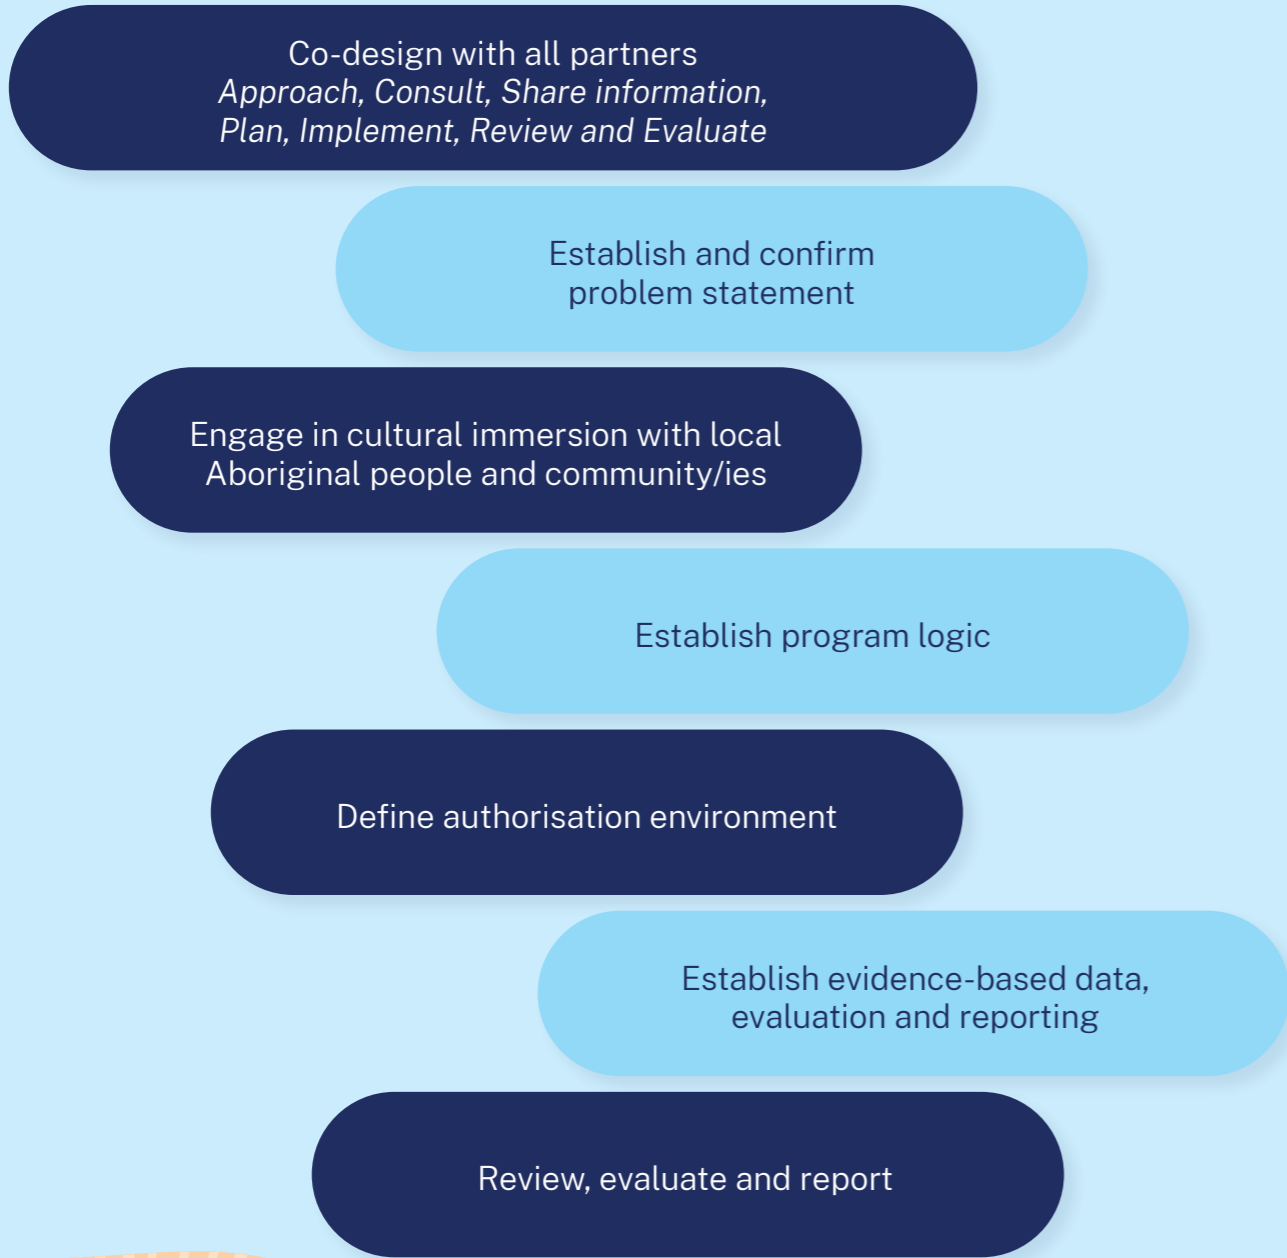 Co-design with all partners
Approach, Consult, Share information,
Plan, Implement, Review and Evaluate
Establish and confirm
problem statement
Engage in cultural immersion with local
Aboriginal people and community/ies
Establish program logic
Define authorisation environment
Establish evidence-based data,
evaluation and reporting
Review, evaluate and report